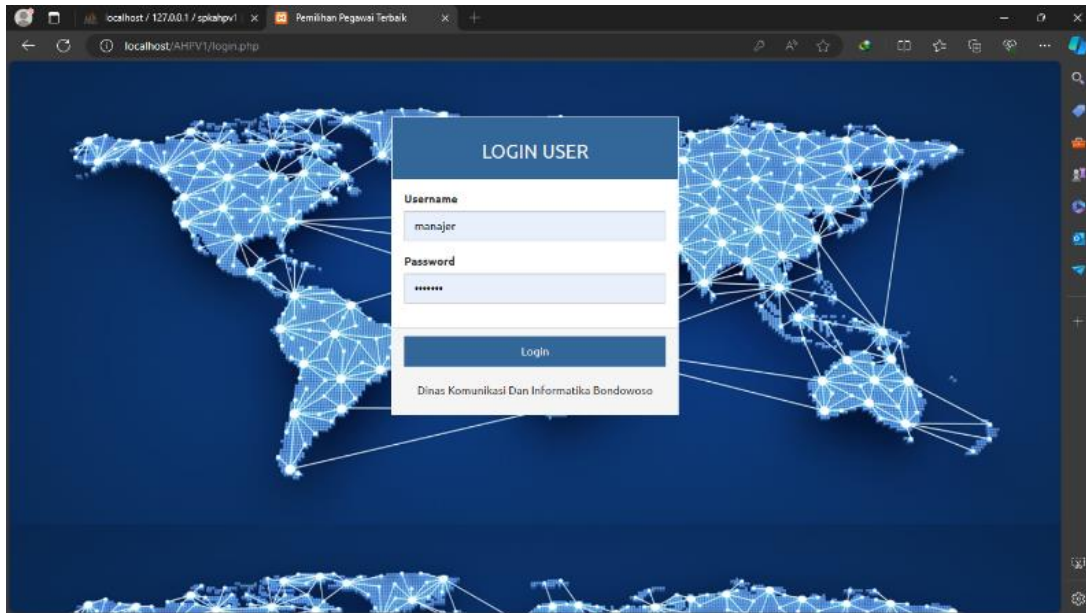 localhost / 127.0.0.1 / spkahpv1
Pemilihan Pegawai Terbaik
localhost/AHPV1/login.php
LOGIN USER
Username
manajer
Password
•••••••
Login
Dinas Komunikasi Dan Informatika Bondowoso